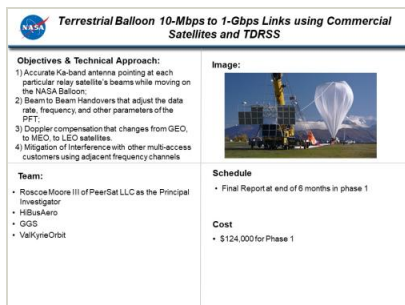 NASA
Terrestrial Balloon 10-Mbps to 1-Gbps Links using Commercial
Satellites and TDRSS
Objectives & Technical Approach:
1) Accurate Ka-band antenna pointing at each
particular relay satellite's beams while moving on
the NASA Balloon;
2) Beam to Beam Handovers that adjust the data
rate, frequency, and other parameters of the
PFT;
3) Doppler compensation that changes from GEO,
to MEO, to LEO satellites.
4) Mitigation of Interference with other multi-access
customers using adjacent frequency channels
Image:
Team:
• Roscoe Moore III of PeerSat LLC as the Principal
Investigator
• HiBusAero
• GGS
• ValKyrieOrbit
Schedule
• Final Report at end of 6 months in phase 1
Cost
• $124,000 for Phase 1